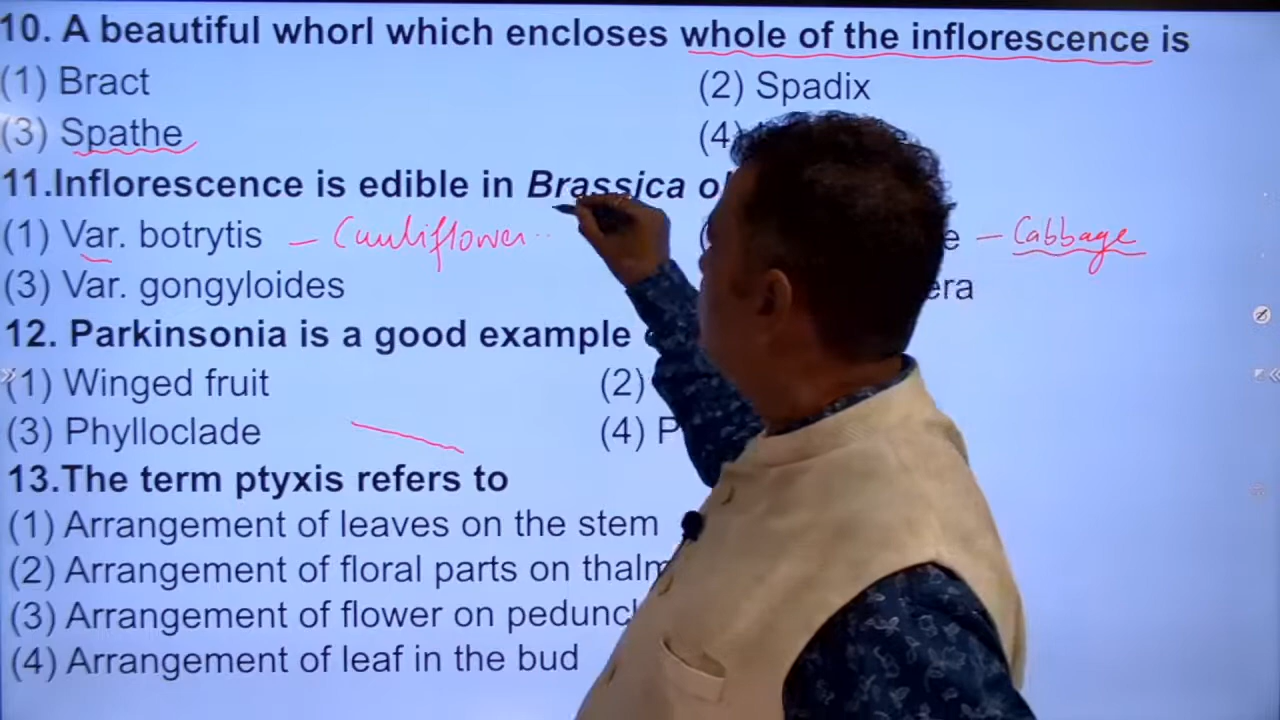 10. A beautiful whorl which encloses whole of the inflorescence is
(1) Bract (2) Spadix
(3) Spathe (4)
11.Inflorescence is edible in Brassica
(1) Var. botrytis – Cauliflower – Cabbage
(3) Var. gongyloides
12. Parkinsonia is a good example
(1) Winged fruit (2)
(3) Phylloclade (4) P
13.The term ptyxis refers to
(1) Arrangement of leaves on the stem
(2) Arrangement of floral parts on
(3) Arrangement of flower on
(4) Arrangement of leaf in the bud